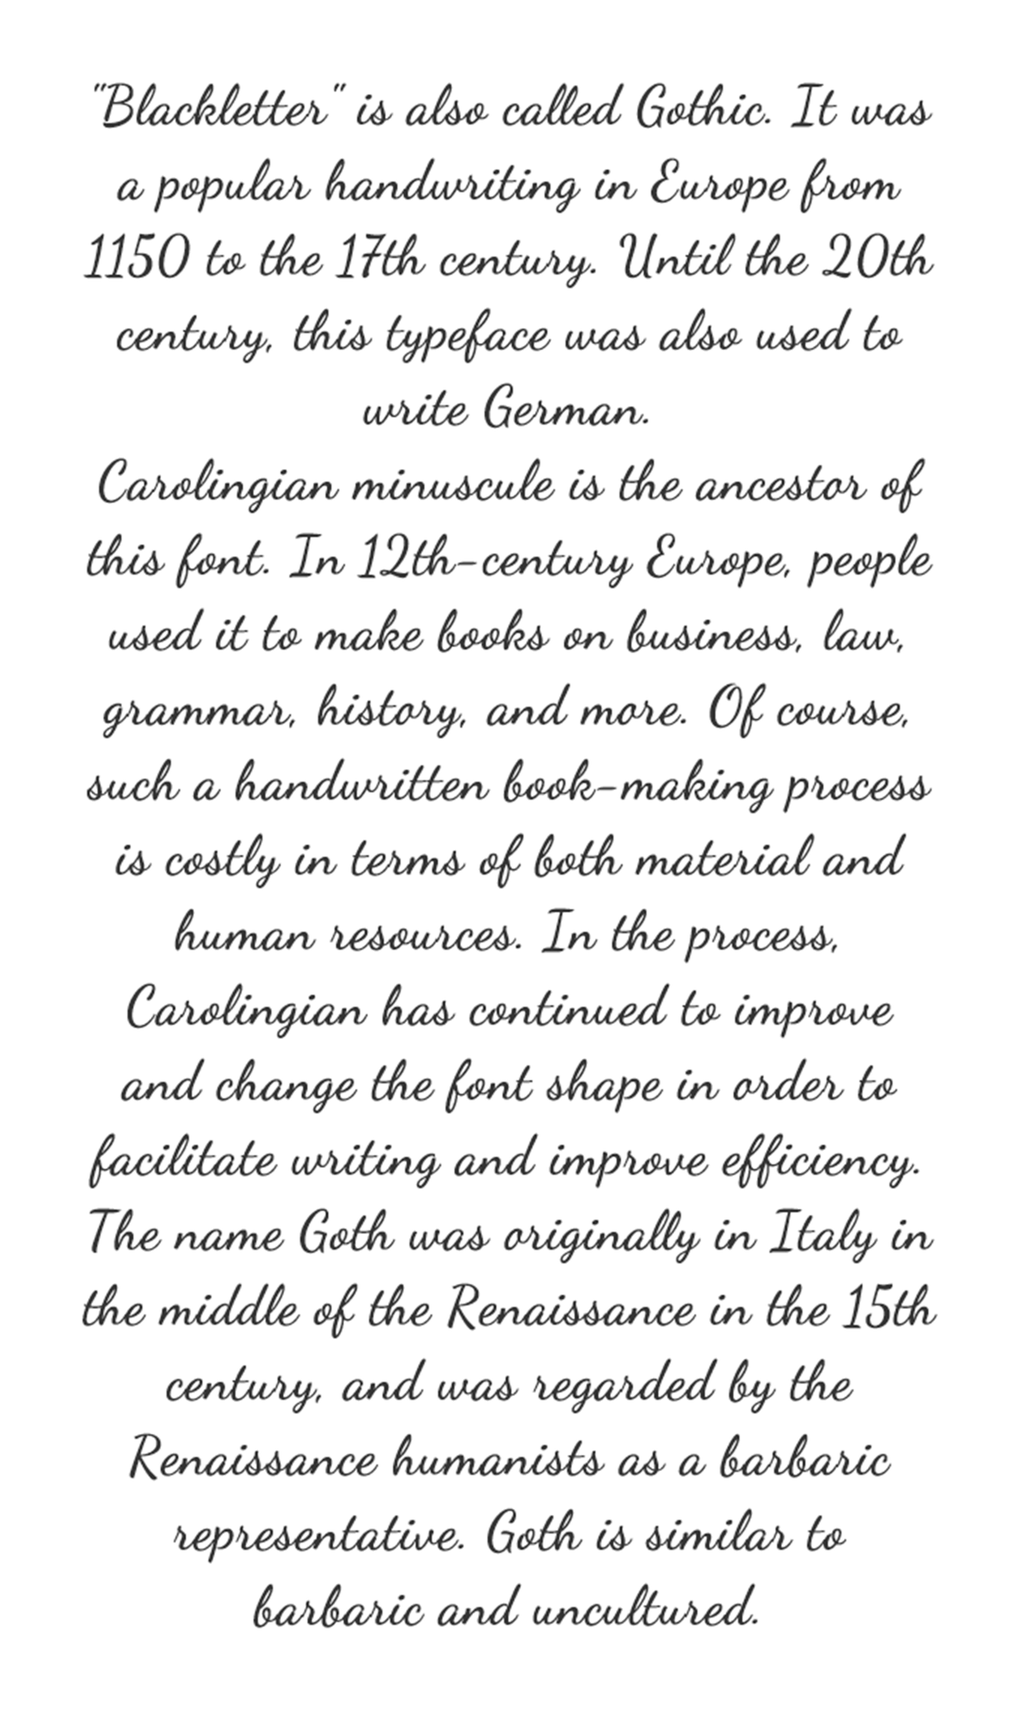 "Blackletter" is also called Gothic. It was
a popular handwriting in Europe from
1150 to the 17th century. Until the 20th
century, this typeface was also used to
write German.
Carolingian minuscule is the ancestor of
this font. In 12th-century Europe, people
used it to make books on business, law,
grammar, history, and more. Of course,
such a handwritten book-making process
is costly in terms of both material and
human resources. In the process,
Carolingian has continued to improve
and change the font shape in order to
facilitate writing and improve efficiency.
The name Goth was originally in Italy in
the middle of the Renaissance in the 15th
century, and was regarded by the
Renaissance humanists as a barbaric
representative. Goth is similar to
barbaric and uncultured.